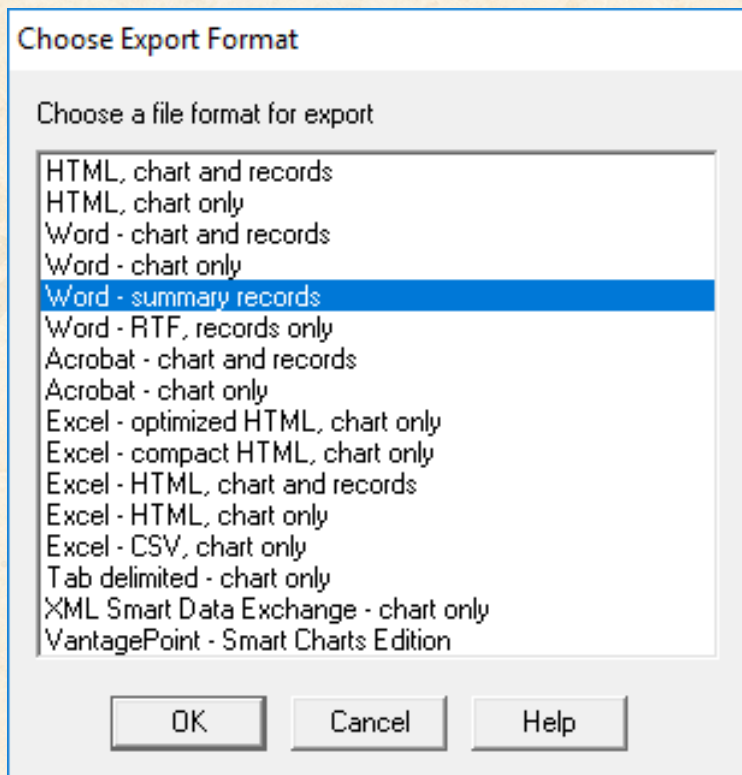 Choose Export Format
Choose a file format for export
HTML, chart and records
HTML, chart only
Word - chart and records
Word - chart only
Word - summary records
Word - RTF, records only
Acrobat - chart and records
Acrobat - chart only
Excel - optimized HTML, chart only
Excel - compact HTML, chart only
Excel - HTML, chart and records
Excel - HTML, chart only
Excel - CSV, chart only
Tab delimited - chart only
XML Smart Data Exchange - chart only
VantagePoint - Smart Charts Edition
OK Cancel Help